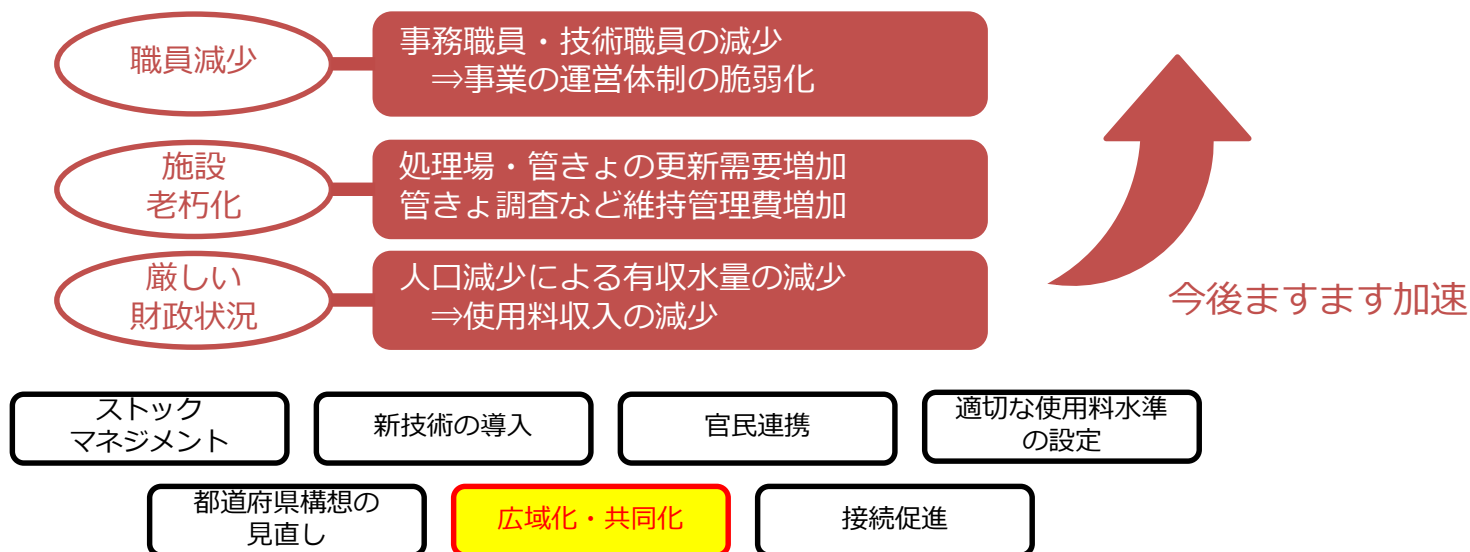 職員減少
事務職員・技術職員の減少
⇒事業の運営体制の脆弱化
施設
老朽化
処理場・管きょの更新需要増加
管きょ調査など維持管理費増加
厳しい
財政状況
人口減少による有収水量の減少
⇒使用料収入の減少
今後ますます加速
ストック
マネジメント
新技術の導入
官民連携
適切な使用料水準
の設定
都道府県構想の
見直し
広域化・共同化
接続促進